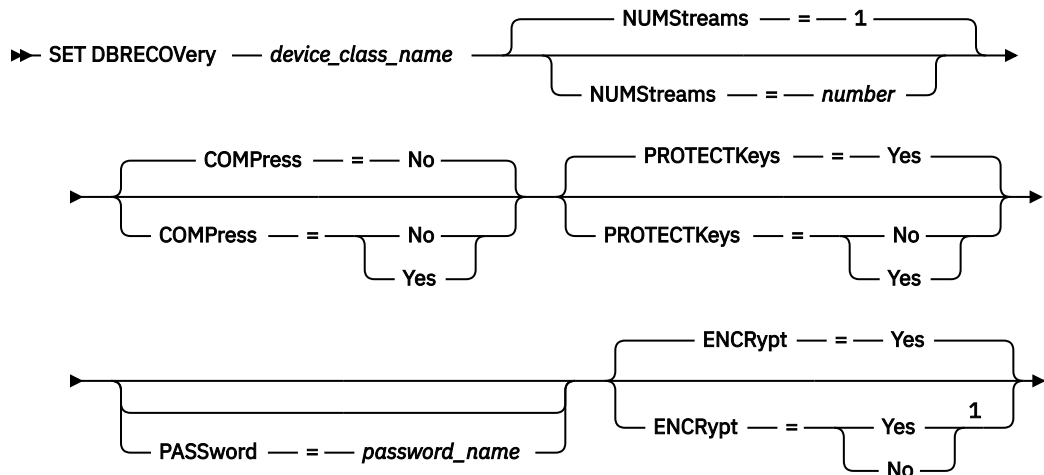 NUMStreams = 1
SET DBRECOVery device_class_name
NUMStreams = number
COMPress = No PROTECTKeys = Yes
COMPress = No PROTECTKeys = No
Yes Yes
ENCRypt = Yes
1
PASSword = password_name ENCRypt = Yes
No